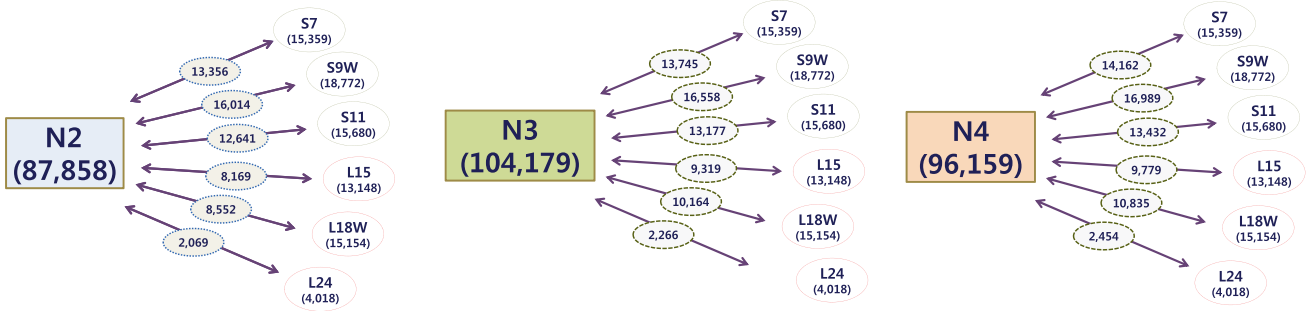 N2
(87,858)
13,356
S7
(15,359)
16,014
S9W
(18,772)
12,641
S11
(15,680)
8,169
L15
(13,148)
8,552
L18W
(15,154)
2,069
L24
(4,018)
N3
(104,179)
13,745
S7
(15,359)
16,558
S9W
(18,772)
13,177
S11
(15,680)
9,319
L15
(13,148)
10,164
L18W
(15,154)
2,266
L24
(4,018)
N4
(96,159)
14,162
S7
(15,359)
16,989
S9W
(18,772)
13,432
S11
(15,680)
9,779
L15
(13,148)
10,835
L18W
(15,154)
2,454
L24
(4,018)